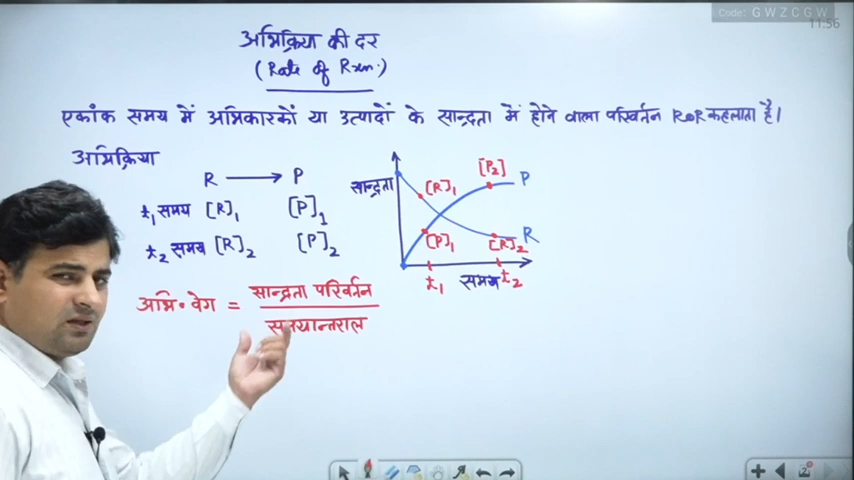 Code: G W Z C G W
11:56
अभिक्रिया की दर
(Rate of Rxn.)
एकांक समय में अभिकारकों या उत्पादों के सान्द्रता में होने वाला परिवर्तन ROR कहलाता है।
अभिक्रिया
R ⟶ P
t₁ समय [R]₁ [P]₁
t₂ समय [R]₂ [P]₂
सान्द्रता
[R]₁
[P₂]
P
[P]₁
[R]₂
R
t₁ समय t₂
अभि. वेग = सान्द्रता परिवर्तन
समयान्तराल